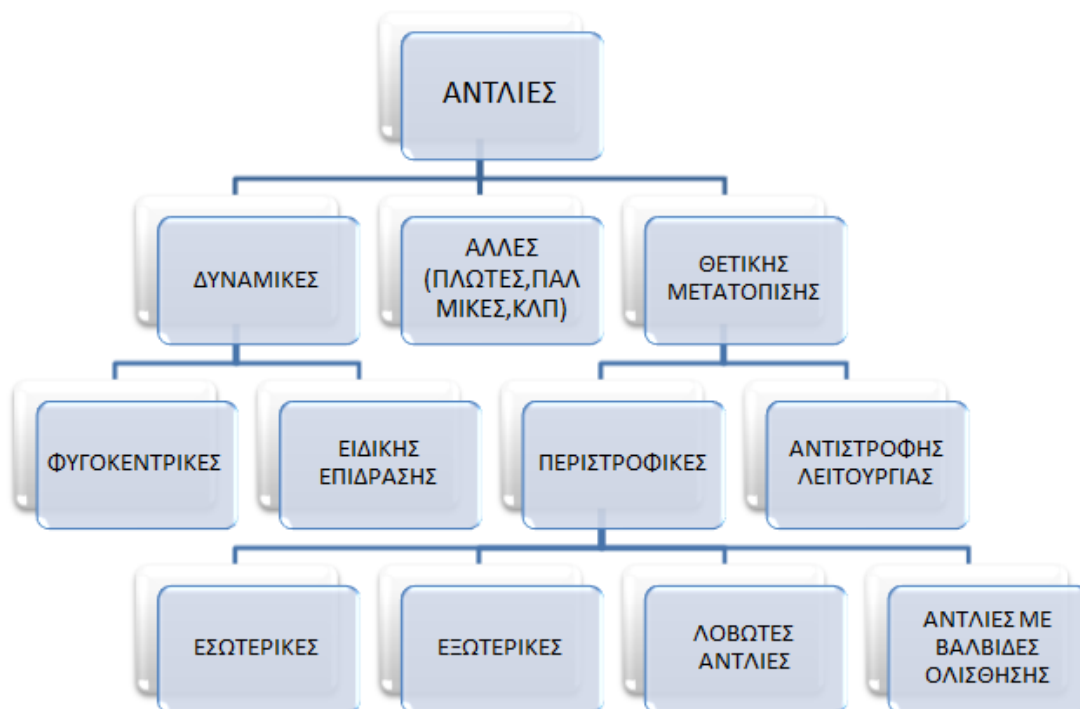 ΑΝΤΛΙΕΣ
ΔΥΝΑΜΙΚΕΣ
ΑΛΛΕΣ
(ΠΛΩΤΕΣ,ΠΑΛ
ΜΙΚΕΣ,ΚΛΠ)
ΘΕΤΙΚΗΣ
ΜΕΤΑΤΟΠΙΣΗΣ
ΦΥΓΟΚΕΝΤΡΙΚΕΣ
ΕΙΔΙΚΗΣ
ΕΠΙΔΡΑΣΗΣ
ΠΕΡΙΣΤΡΟΦΙΚΕΣ
ΑΝΤΙΣΤΡΟΦΗΣ
ΛΕΙΤΟΥΡΓΙΑΣ
ΕΣΩΤΕΡΙΚΕΣ
ΕΞΩΤΕΡΙΚΕΣ
ΛΟΒΩΤΕΣ
ΑΝΤΛΙΕΣ
ΑΝΤΛΙΕΣ ΜΕ
ΒΑΛΒΙΔΕΣ
ΟΛΙΣΘΗΣΗΣ